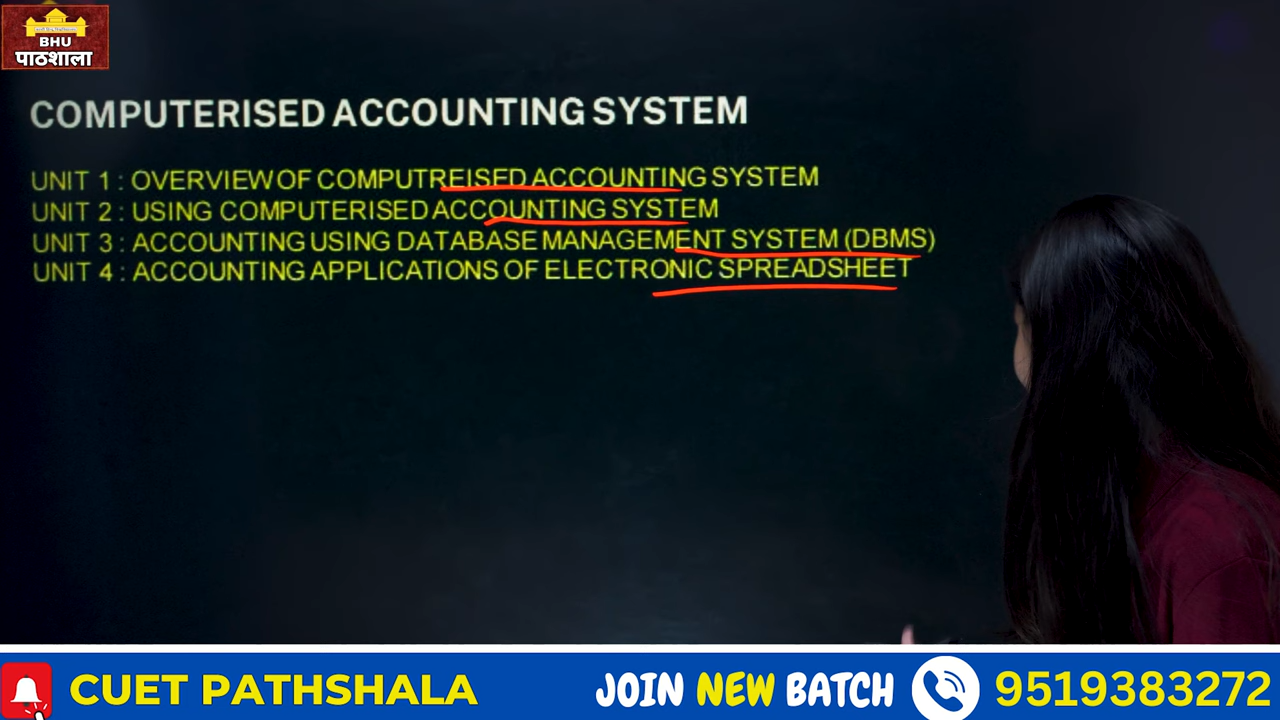 BHU
पाठशाला
COMPUTERISED ACCOUNTING SYSTEM
UNIT 1 : OVERVIEW OF COMPUTREISED ACCOUNTING SYSTEM
UNIT 2 : USING COMPUTERISED ACCOUNTING SYSTEM
UNIT 3 : ACCOUNTING USING DATABASE MANAGEMENT SYSTEM (DBMS)
UNIT 4 : ACCOUNTING APPLICATIONS OF ELECTRONIC SPREADSHEET
CUET PATHSHALA
JOIN NEW BATCH
9519383272